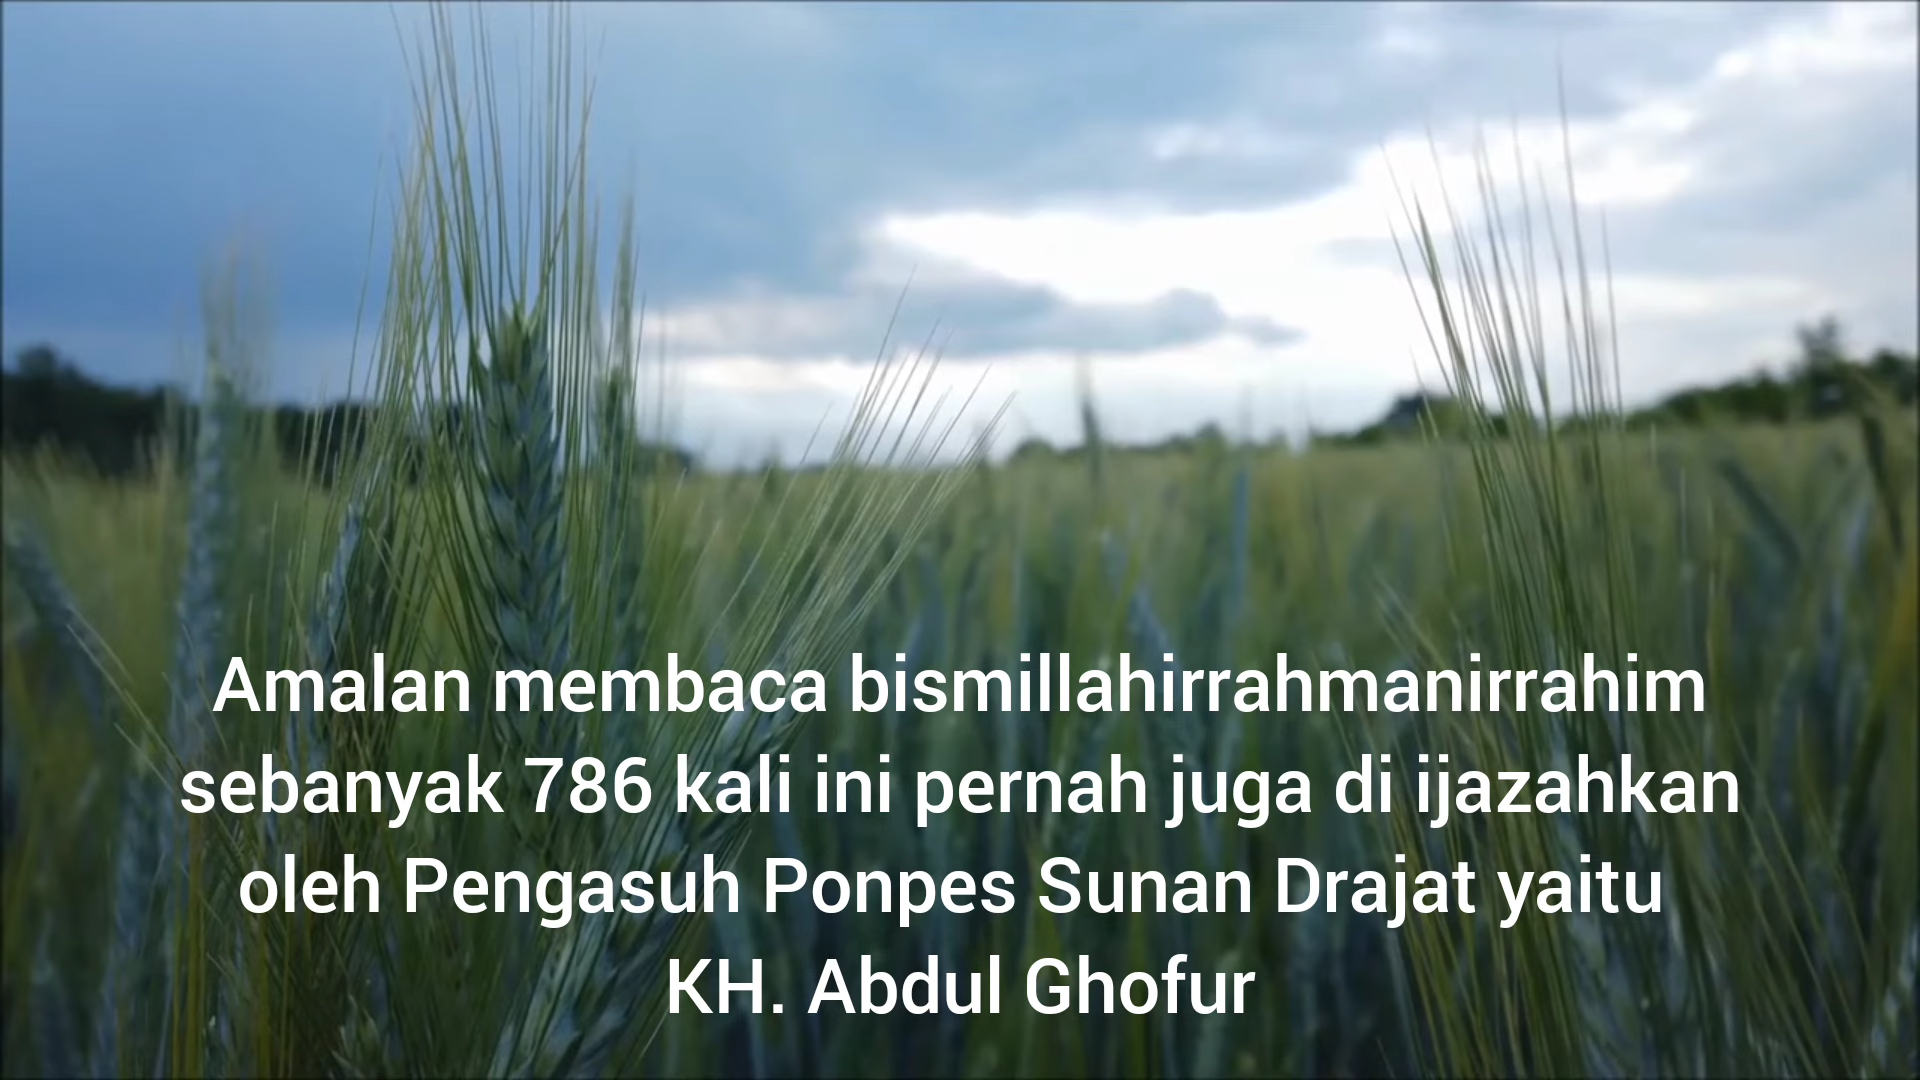 Amalan membaca bismillahirrahmanirrahim
sebanyak 786 kali ini pernah juga di ijazahkan
oleh Pengasuh Ponpes Sunan Drajat yaitu
KH. Abdul Ghofur